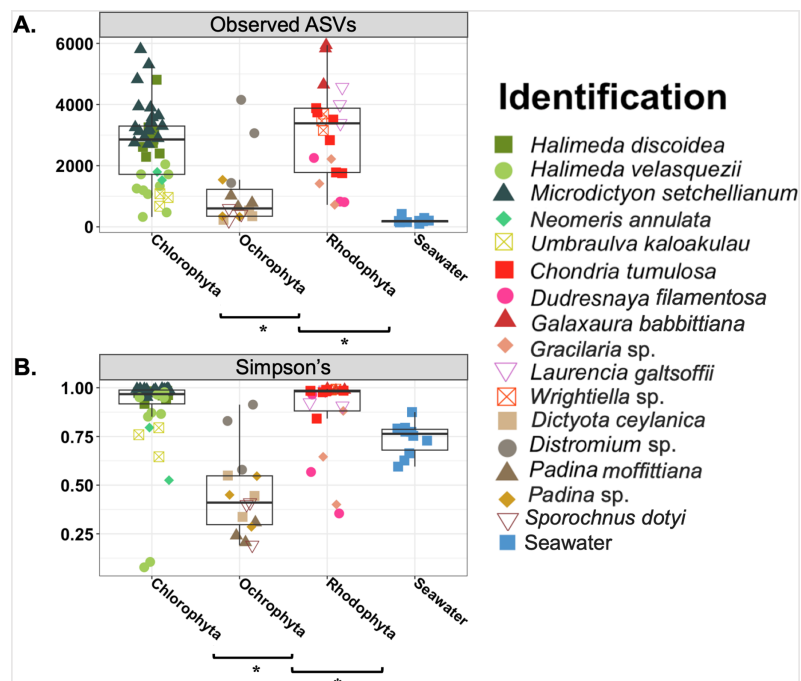 A.
Observed ASVs
6000
4000
2000
0
Chlorophyta
Ochrophyta
Rhodophyta
Seawater
*
*
B.
Simpson's
1.00
0.75
0.50
0.25
Chlorophyta
Ochrophyta
Rhodophyta
Seawater
*
*
Identification
Halimeda discoidea
Halimeda velasquezii
Microdictyon setchellianum
Neomeris annulata
Umbraulva kaloakulau
Chondria tumulosa
Dudresnaya filamentosa
Galaxaura babbittiana
Gracilaria sp.
Laurencia galtsoffii
Wrightiella sp.
Dictyota ceylanica
Distromium sp.
Padina moffittiana
Padina sp.
Sporochnus dotyi
Seawater